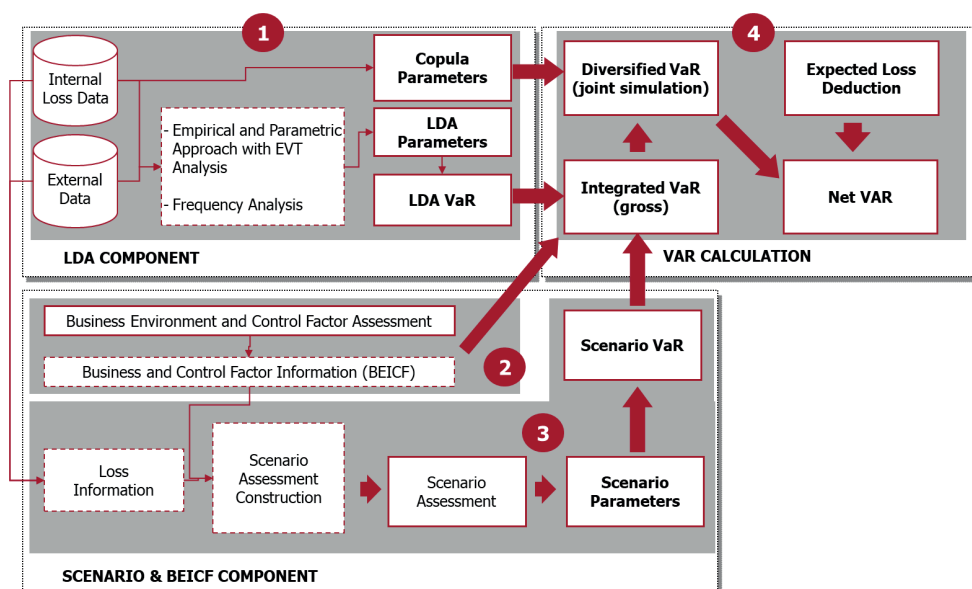 1
Internal
Loss Data
External
Data
- Empirical and Parametric
Approach with EVT
Analysis
- Frequency Analysis
Copula
Parameters
LDA
Parameters
LDA VaR
LDA COMPONENT
4
Diversified VaR
(joint simulation)
Expected Loss
Deduction
Integrated VaR
(gross)
Net VAR
VAR CALCULATION
Business Environment and Control Factor Assessment
Business and Control Factor Information (BEICF)
2
Scenario VaR
3
Loss
Information
Scenario
Assessment
Construction
Scenario
Assessment
Scenario
Parameters
SCENARIO & BEICF COMPONENT